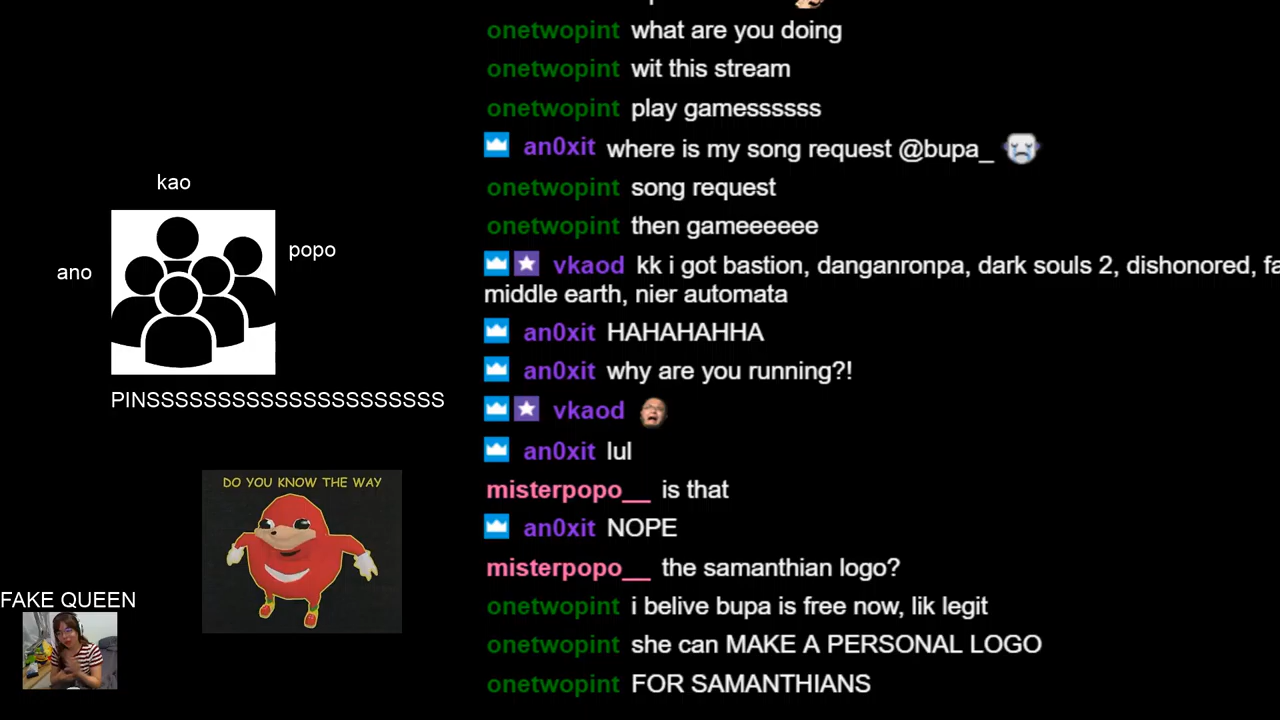 onetwopint what are you doing
onetwopint wit this stream
onetwopint play gamessssss
an0xit where is my song request @bupa_
onetwopint song request
onetwopint then gameeeeee
vkaod kk i got bastion, danganronpa, dark souls 2, dishonored, fa
middle earth, nier automata
an0xit HAHAHAHHA
an0xit why are you running?!
vkaod
an0xit lul
misterpopo__ is that
an0xit NOPE
misterpopo__ the samanthian logo?
onetwopint i belive bupa is free now, lik legit
onetwopint she can MAKE A PERSONAL LOGO
onetwopint FOR SAMANTHIANS
kao
popo
ano
PINSSSSSSSSSSSSSSSSSSSSS
DO YOU KNOW THE WAY
FAKE QUEEN